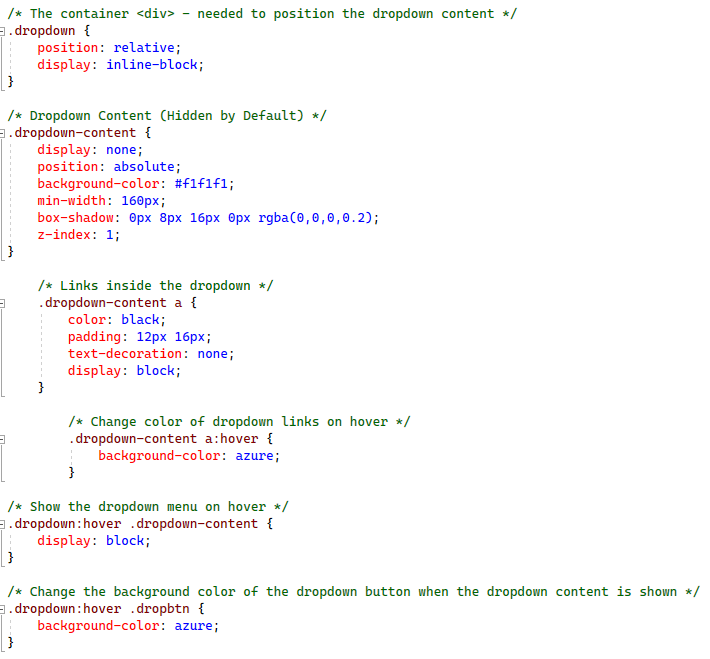 /* The container <div> - needed to position the dropdown content */
.dropdown {
    position: relative;
    display: inline-block;
}

/* Dropdown Content (Hidden by Default) */
.dropdown-content {
    display: none;
    position: absolute;
    background-color: #f1f1f1;
    min-width: 160px;
    box-shadow: 0px 8px 16px 0px rgba(0,0,0,0.2);
    z-index: 1;
}

    /* Links inside the dropdown */
    .dropdown-content a {
        color: black;
        padding: 12px 16px;
        text-decoration: none;
        display: block;
    }

        /* Change color of dropdown links on hover */
        .dropdown-content a:hover {
            background-color: azure;
        }

/* Show the dropdown menu on hover */
.dropdown:hover .dropdown-content {
    display: block;
}

/* Change the background color of the dropdown button when the dropdown content is shown */
.dropdown:hover .dropbtn {
    background-color: azure;
}